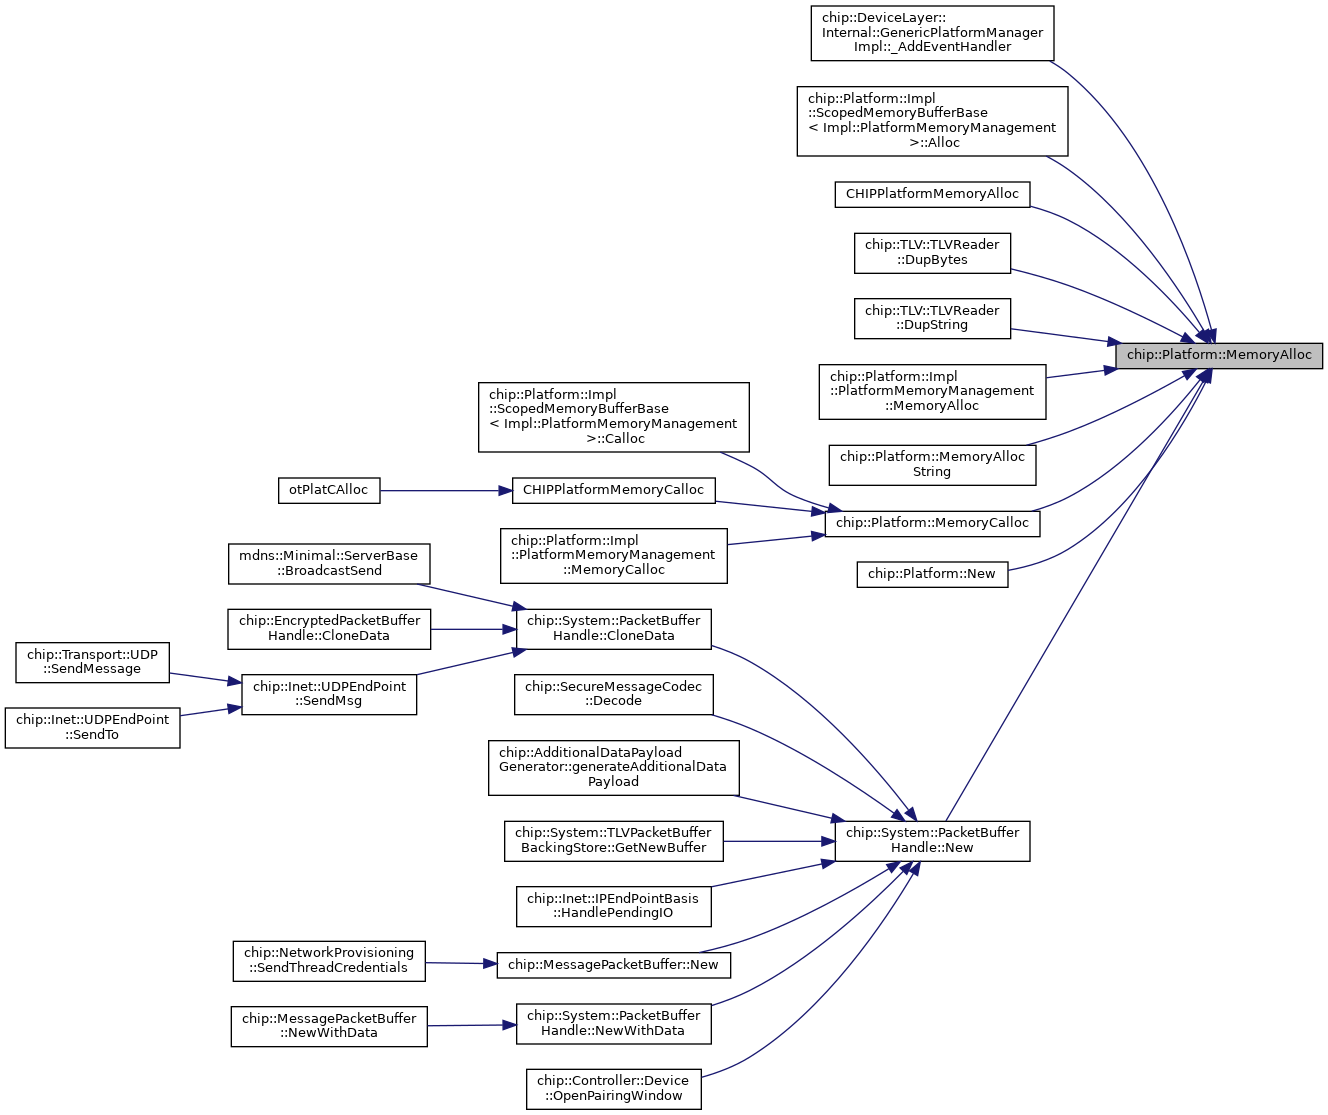 chip::DeviceLayer::
Internal::GenericPlatformManager
Impl::_AddEventHandler
chip::Platform::Impl
::ScopedMemoryBufferBase
< Impl::PlatformMemoryManagement
>::Alloc
CHIPPlatformMemoryAlloc
chip::TLV::TLVReader
::DupBytes
chip::TLV::TLVReader
::DupString
chip::Platform::MemoryAlloc
chip::Platform::Impl
::PlatformMemoryManagement
::MemoryAlloc
chip::Platform::Impl
::ScopedMemoryBufferBase
< Impl::PlatformMemoryManagement
>::Calloc
chip::Platform::MemoryAlloc
String
otPlatCAlloc
CHIPPlatformMemoryCalloc
chip::Platform::MemoryCalloc
chip::Platform::Impl
::PlatformMemoryManagement
::MemoryCalloc
chip::Platform::New
mdns::Minimal::ServerBase
::BroadcastSend
chip::EncryptedPacketBuffer
Handle::CloneData
chip::System::PacketBuffer
Handle::CloneData
chip::Transport::UDP
::SendMessage
chip::Inet::UDPEndPoint
::SendMsg
chip::Inet::UDPEndPoint
::SendTo
chip::SecureMessageCodec
::Decode
chip::AdditionalDataPayload
Generator::generateAdditionalData
Payload
chip::System::TLVPacketBuffer
BackingStore::GetNewBuffer
chip::System::PacketBuffer
Handle::New
chip::Inet::IPEndPointBasis
::HandlePendingIO
chip::NetworkProvisioning
::SendThreadCredentials
chip::MessagePacketBuffer::New
chip::MessagePacketBuffer
::NewWithData
chip::System::PacketBuffer
Handle::NewWithData
chip::Controller::Device
::OpenPairingWindow